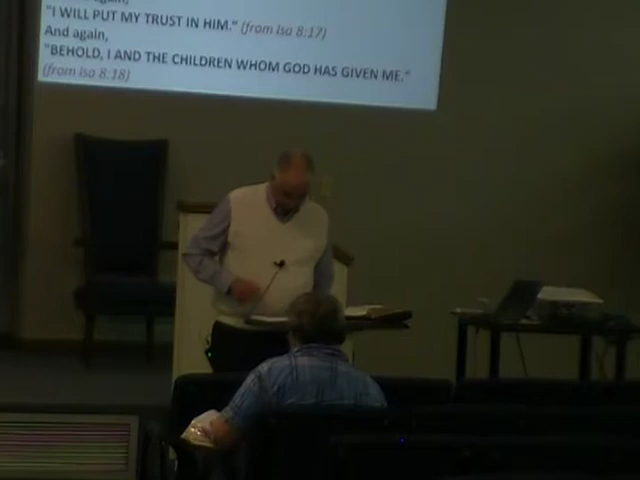 "I WILL PUT MY TRUST IN HIM." (from Isa 8:17)
And again,
"BEHOLD, I AND THE CHILDREN WHOM GOD HAS GIVEN ME."
(from Isa 8:18)